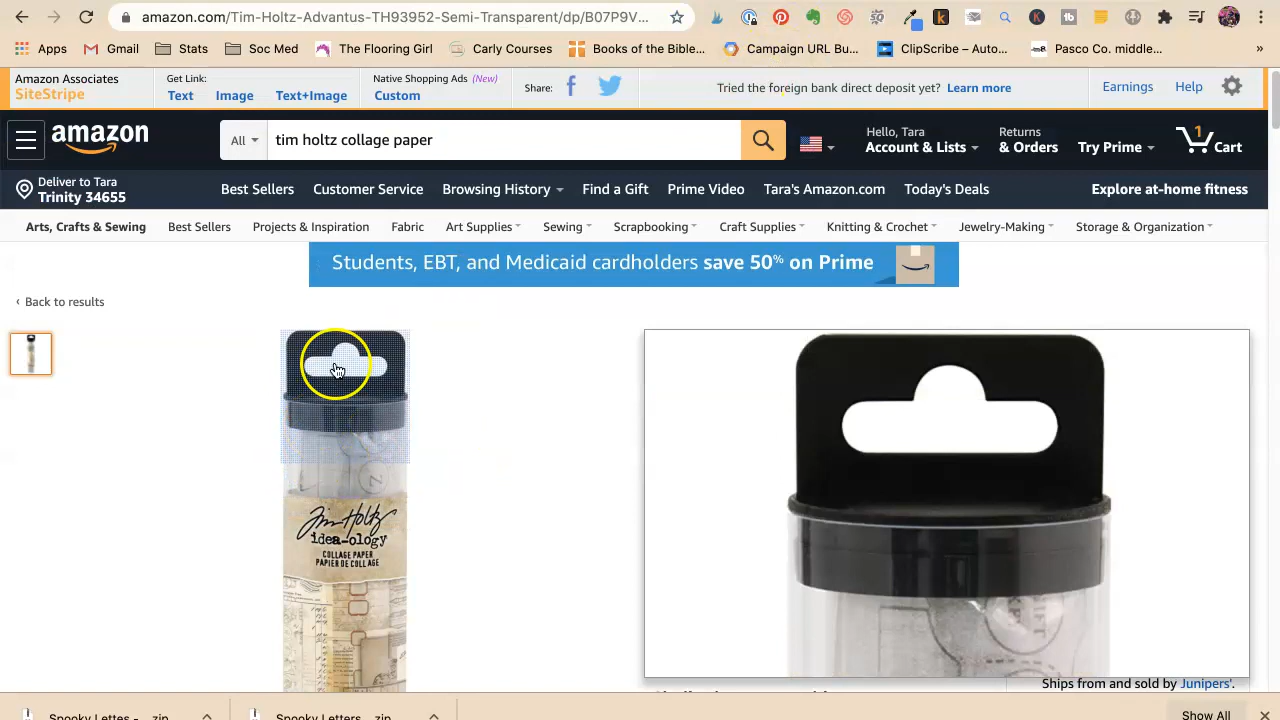 amazon.com/Tim-Holtz-Advantus-TH93952-Semi-Transparent/dp/B07P9V...
Apps Gmail Stats Soc Med The Flooring Girl Carly Courses Books of the Bible... Campaign URL Bu... ClipScribe – Auto... Pasco Co. middle... »
Amazon Associates
SiteStripe
Get Link:
Text Image Text+Image
Native Shopping Ads (New)
Custom
Share:
Tried the foreign bank direct deposit yet? Learn more
Earnings Help
amazon
All tim holtz collage paper
Hello, Tara
Account & Lists
Returns
& Orders
Try Prime
1
Cart
Deliver to Tara
Trinity 34655
Best Sellers Customer Service Browsing History Find a Gift Prime Video Tara's Amazon.com Today's Deals Explore at-home fitness
Arts, Crafts & Sewing Best Sellers Projects & Inspiration Fabric Art Supplies Sewing Scrapbooking Craft Supplies Knitting & Crochet Jewelry-Making Storage & Organization
Students, EBT, and Medicaid cardholders save 50% on Prime
‹ Back to results
Tim Holtz
idea-ology
COLLAGE PAPER
PAPIER DE COLLAGE
Ships from and sold by Junipers'.
Spooky Lettes - ....zip Spooky Letters ....zip Show All